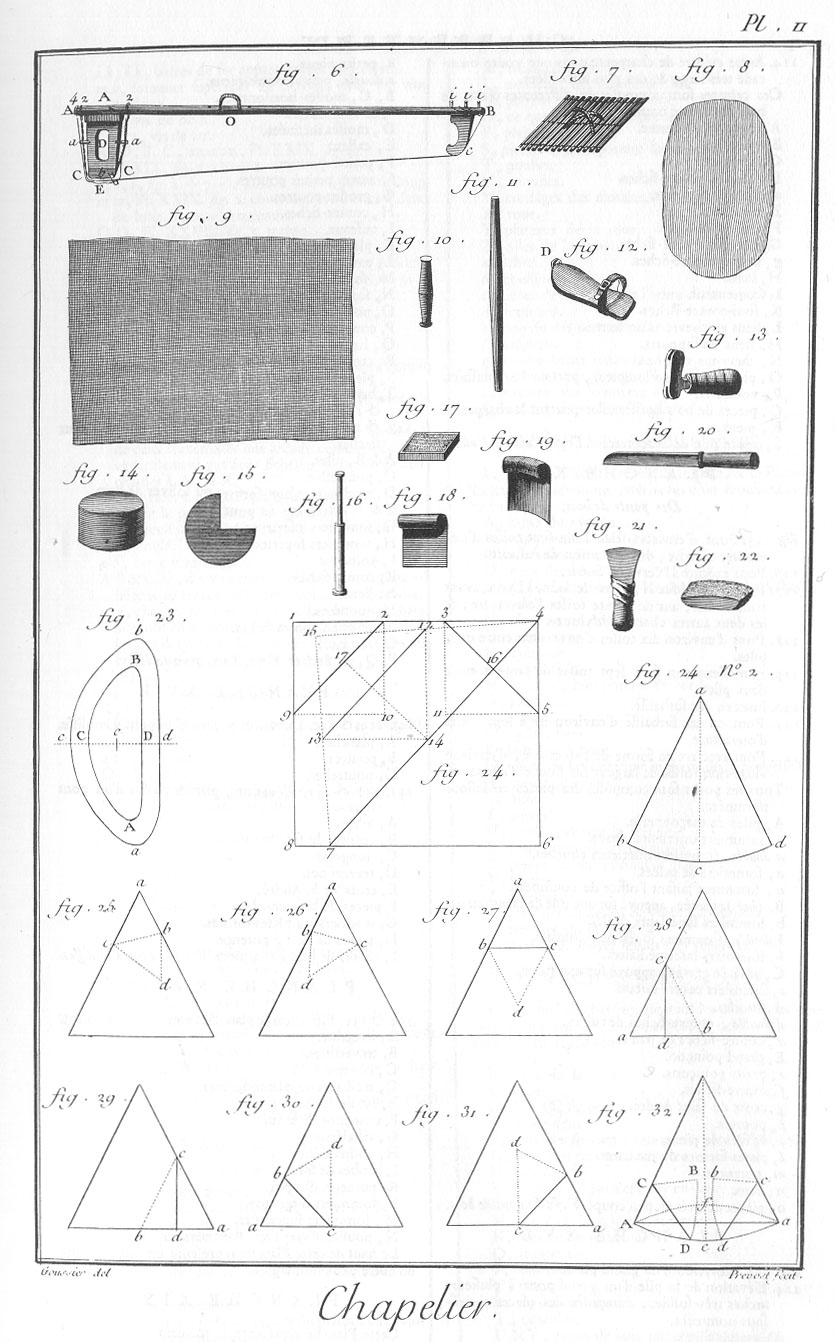 Pl. II
fig. 6.
fig. 7
fig. 8.
A 4 2 A 2 O i i i B
a D a c
C b C
E
fig. 9.
fig. 10.
fig. 11.
D fig. 12.
fig. 13.
fig. 14.
fig. 15.
fig. 16.
fig. 17.
fig. 18.
fig. 19.
fig. 20.
fig. 21.
fig. 22.
fig. 23.
b
B
c C e D d
A
a
1 2 3 4
15 12
17 16
9 10 11 5
13 14
fig. 24.
8 7 6
fig. 24 N.º 2.
a
b d
c
fig. 25
a
c b
d
fig. 26.
a
b c
d
fig. 27.
a
b c
d
fig. 28.
c
a d b
fig. 29.
c
b d a
fig. 30.
d
b
a c
fig. 31.
d
b
c a
fig. 32.
C B b c
f
A a
D c d
Goussier del
Prevost fecit.
Chapelier.